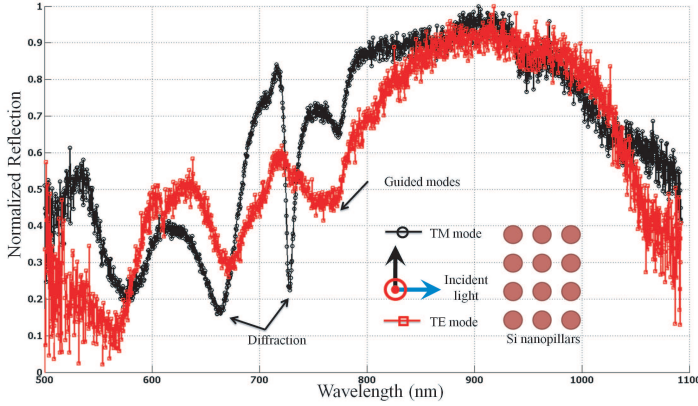 Normalized Reflection
1
0.9
0.8
0.7
0.6
0.5
0.4
0.3
0.2
0.1
0
Guided modes
TM mode
Incident
light
TE mode
Si nanopillars
Diffraction
500
600
700
800
900
1000
1100
Wavelength (nm)